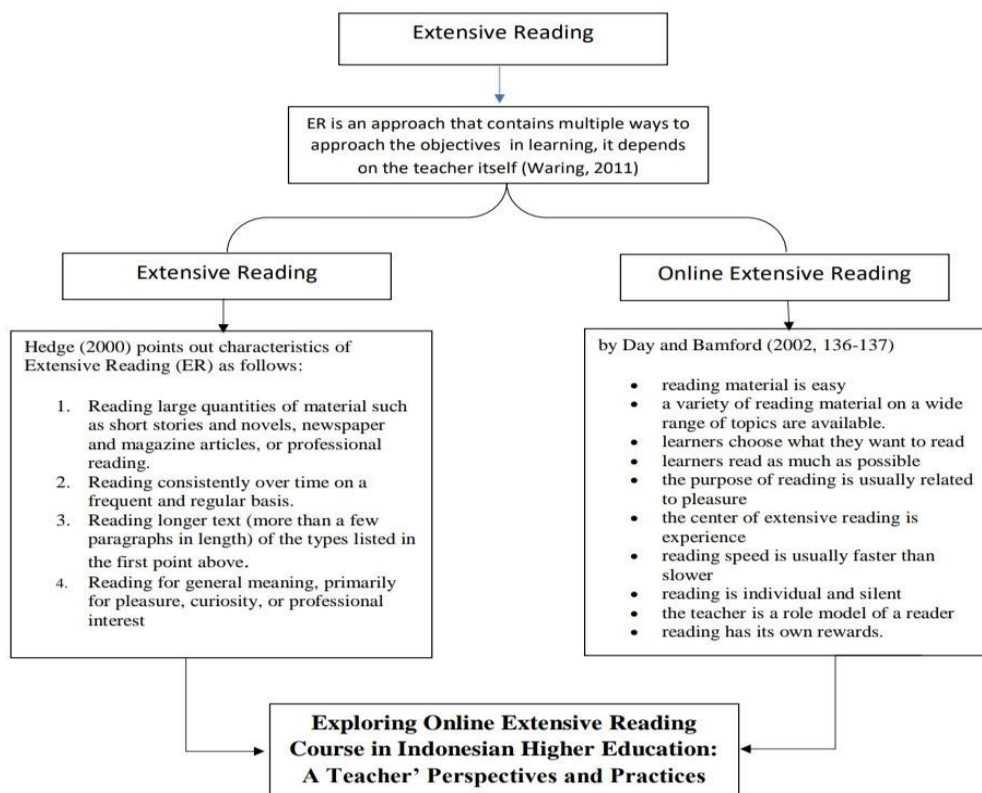 Extensive Reading
ER is an approach that contains multiple ways to
approach the objectives in learning, it depends
on the teacher itself (Waring, 2011)
Extensive Reading
Online Extensive Reading
Hedge (2000) points out characteristics of
Extensive Reading (ER) as follows:
1. Reading large quantities of material such
as short stories and novels, newspaper
and magazine articles, or professional
reading.
2. Reading consistently over time on a
frequent and regular basis.
3. Reading longer text (more than a few
paragraphs in length) of the types listed in
the first point above.
4. Reading for general meaning, primarily
for pleasure, curiosity, or professional
interest
by Day and Bamford (2002, 136-137)
• reading material is easy
• a variety of reading material on a wide
range of topics are available.
• learners choose what they want to read
• learners read as much as possible
• the purpose of reading is usually related
to pleasure
• the center of extensive reading is
experience
• reading speed is usually faster than
slower
• reading is individual and silent
• the teacher is a role model of a reader
• reading has its own rewards.
Exploring Online Extensive Reading
Course in Indonesian Higher Education:
A Teacher’ Perspectives and Practices